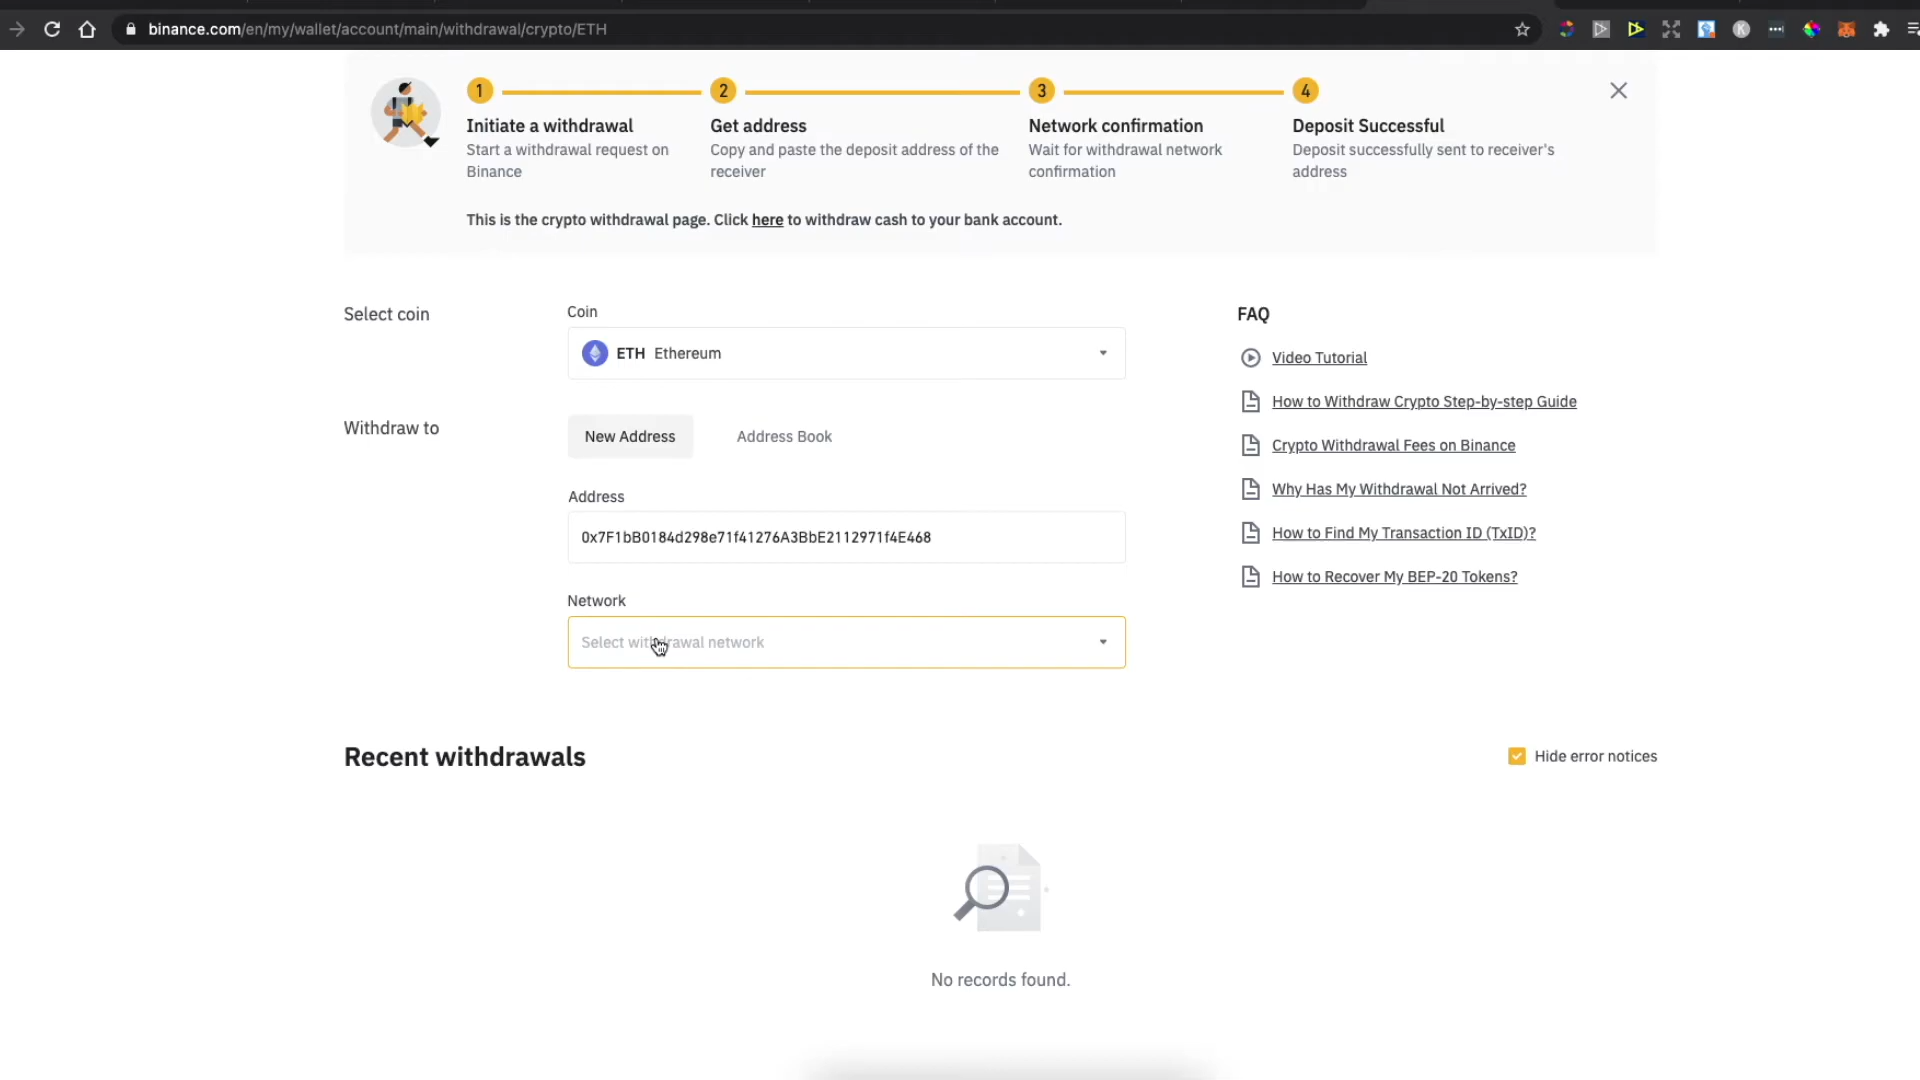 binance.com/en/my/wallet/account/main/withdrawal/crypto/ETH
1
2
3
4
Initiate a withdrawal
Start a withdrawal request on
Binance
Get address
Copy and paste the deposit address of the
receiver
Network confirmation
Wait for withdrawal network
confirmation
Deposit Successful
Deposit successfully sent to receiver's
address
This is the crypto withdrawal page. Click here to withdraw cash to your bank account.
Select coin
Coin
ETH Ethereum
Withdraw to
New Address
Address Book
Address
0x7F1bB0184d298e71f41276A3BbE2112971f4E468
Network
Select withdrawal network
FAQ
Video Tutorial
How to Withdraw Crypto Step-by-step Guide
Crypto Withdrawal Fees on Binance
Why Has My Withdrawal Not Arrived?
How to Find My Transaction ID (TxID)?
How to Recover My BEP-20 Tokens?
Recent withdrawals
Hide error notices
No records found.